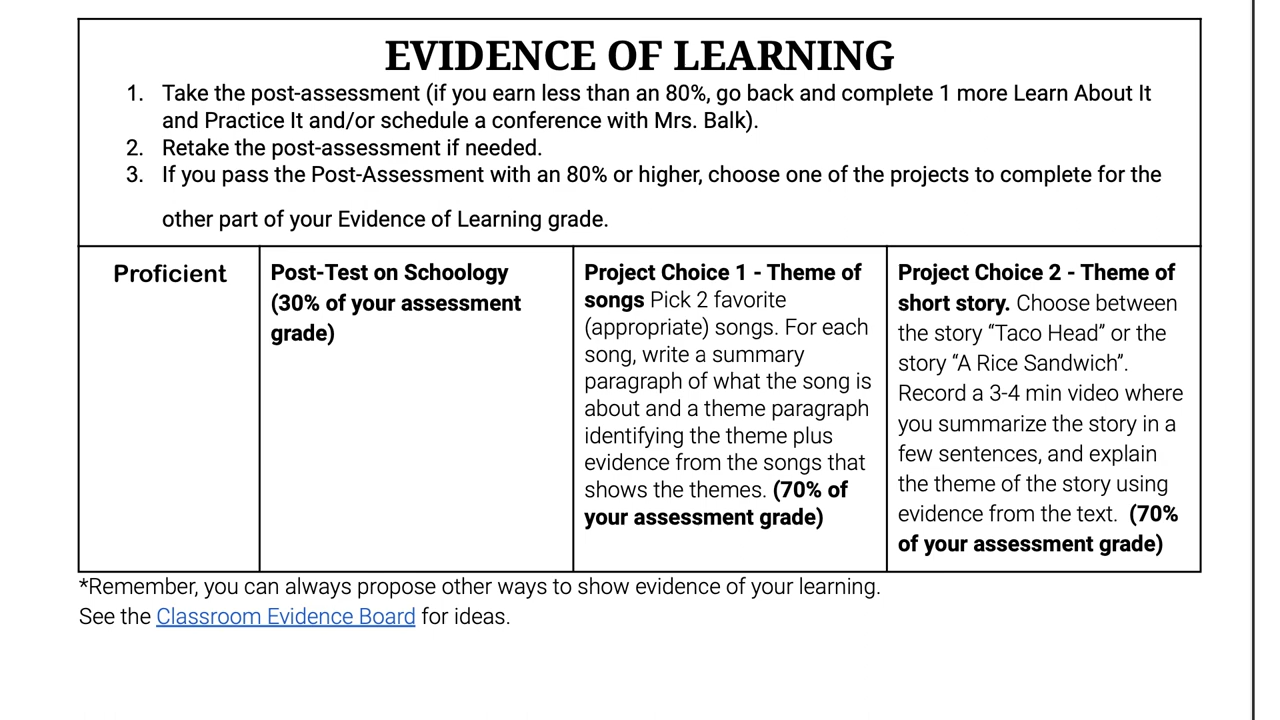 EVIDENCE OF LEARNING
1. Take the post-assessment (if you earn less than an 80%, go back and complete 1 more Learn About It
and Practice It and/or schedule a conference with Mrs. Balk).
2. Retake the post-assessment if needed.
3. If you pass the Post-Assessment with an 80% or higher, choose one of the projects to complete for the
other part of your Evidence of Learning grade.
Proficient
Post-Test on Schoology
(30% of your assessment
grade)
Project Choice 1 - Theme of
songs Pick 2 favorite
(appropriate) songs. For each
song, write a summary
paragraph of what the song is
about and a theme paragraph
identifying the theme plus
evidence from the songs that
shows the themes. (70% of
your assessment grade)
Project Choice 2 - Theme of
short story. Choose between
the story “Taco Head” or the
story “A Rice Sandwich”.
Record a 3-4 min video where
you summarize the story in a
few sentences, and explain
the theme of the story using
evidence from the text. (70%
of your assessment grade)
*Remember, you can always propose other ways to show evidence of your learning.
See the Classroom Evidence Board for ideas.